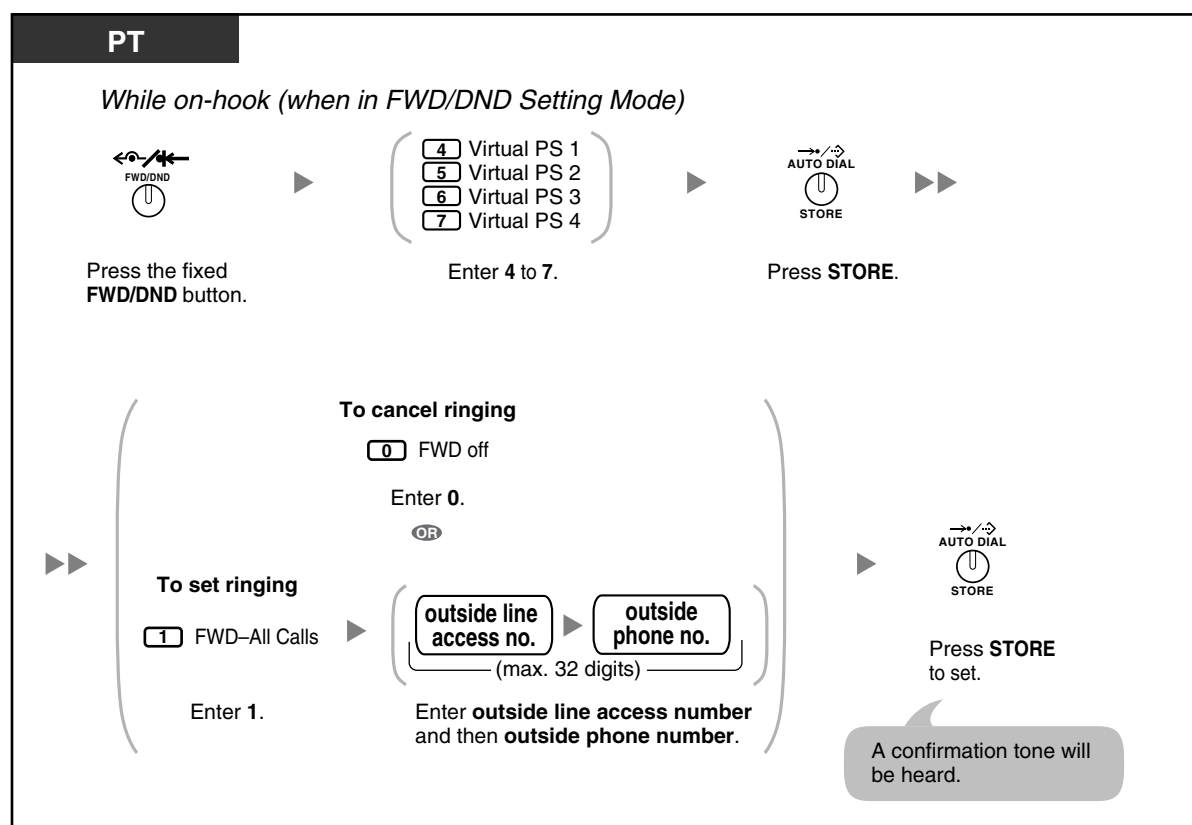 PT
While on-hook (when in FWD/DND Setting Mode)
FWD/DND
4 Virtual PS 1
5 Virtual PS 2
6 Virtual PS 3
7 Virtual PS 4
AUTO DIAL
STORE
Press the fixed
FWD/DND button.
Enter 4 to 7.
Press STORE.
To cancel ringing
0 FWD off
Enter 0.
OR
To set ringing
1 FWD–All Calls
outside line
access no.
outside
phone no.
(max. 32 digits)
Enter 1.
Enter outside line access number
and then outside phone number.
AUTO DIAL
STORE
Press STORE
to set.
A confirmation tone will
be heard.